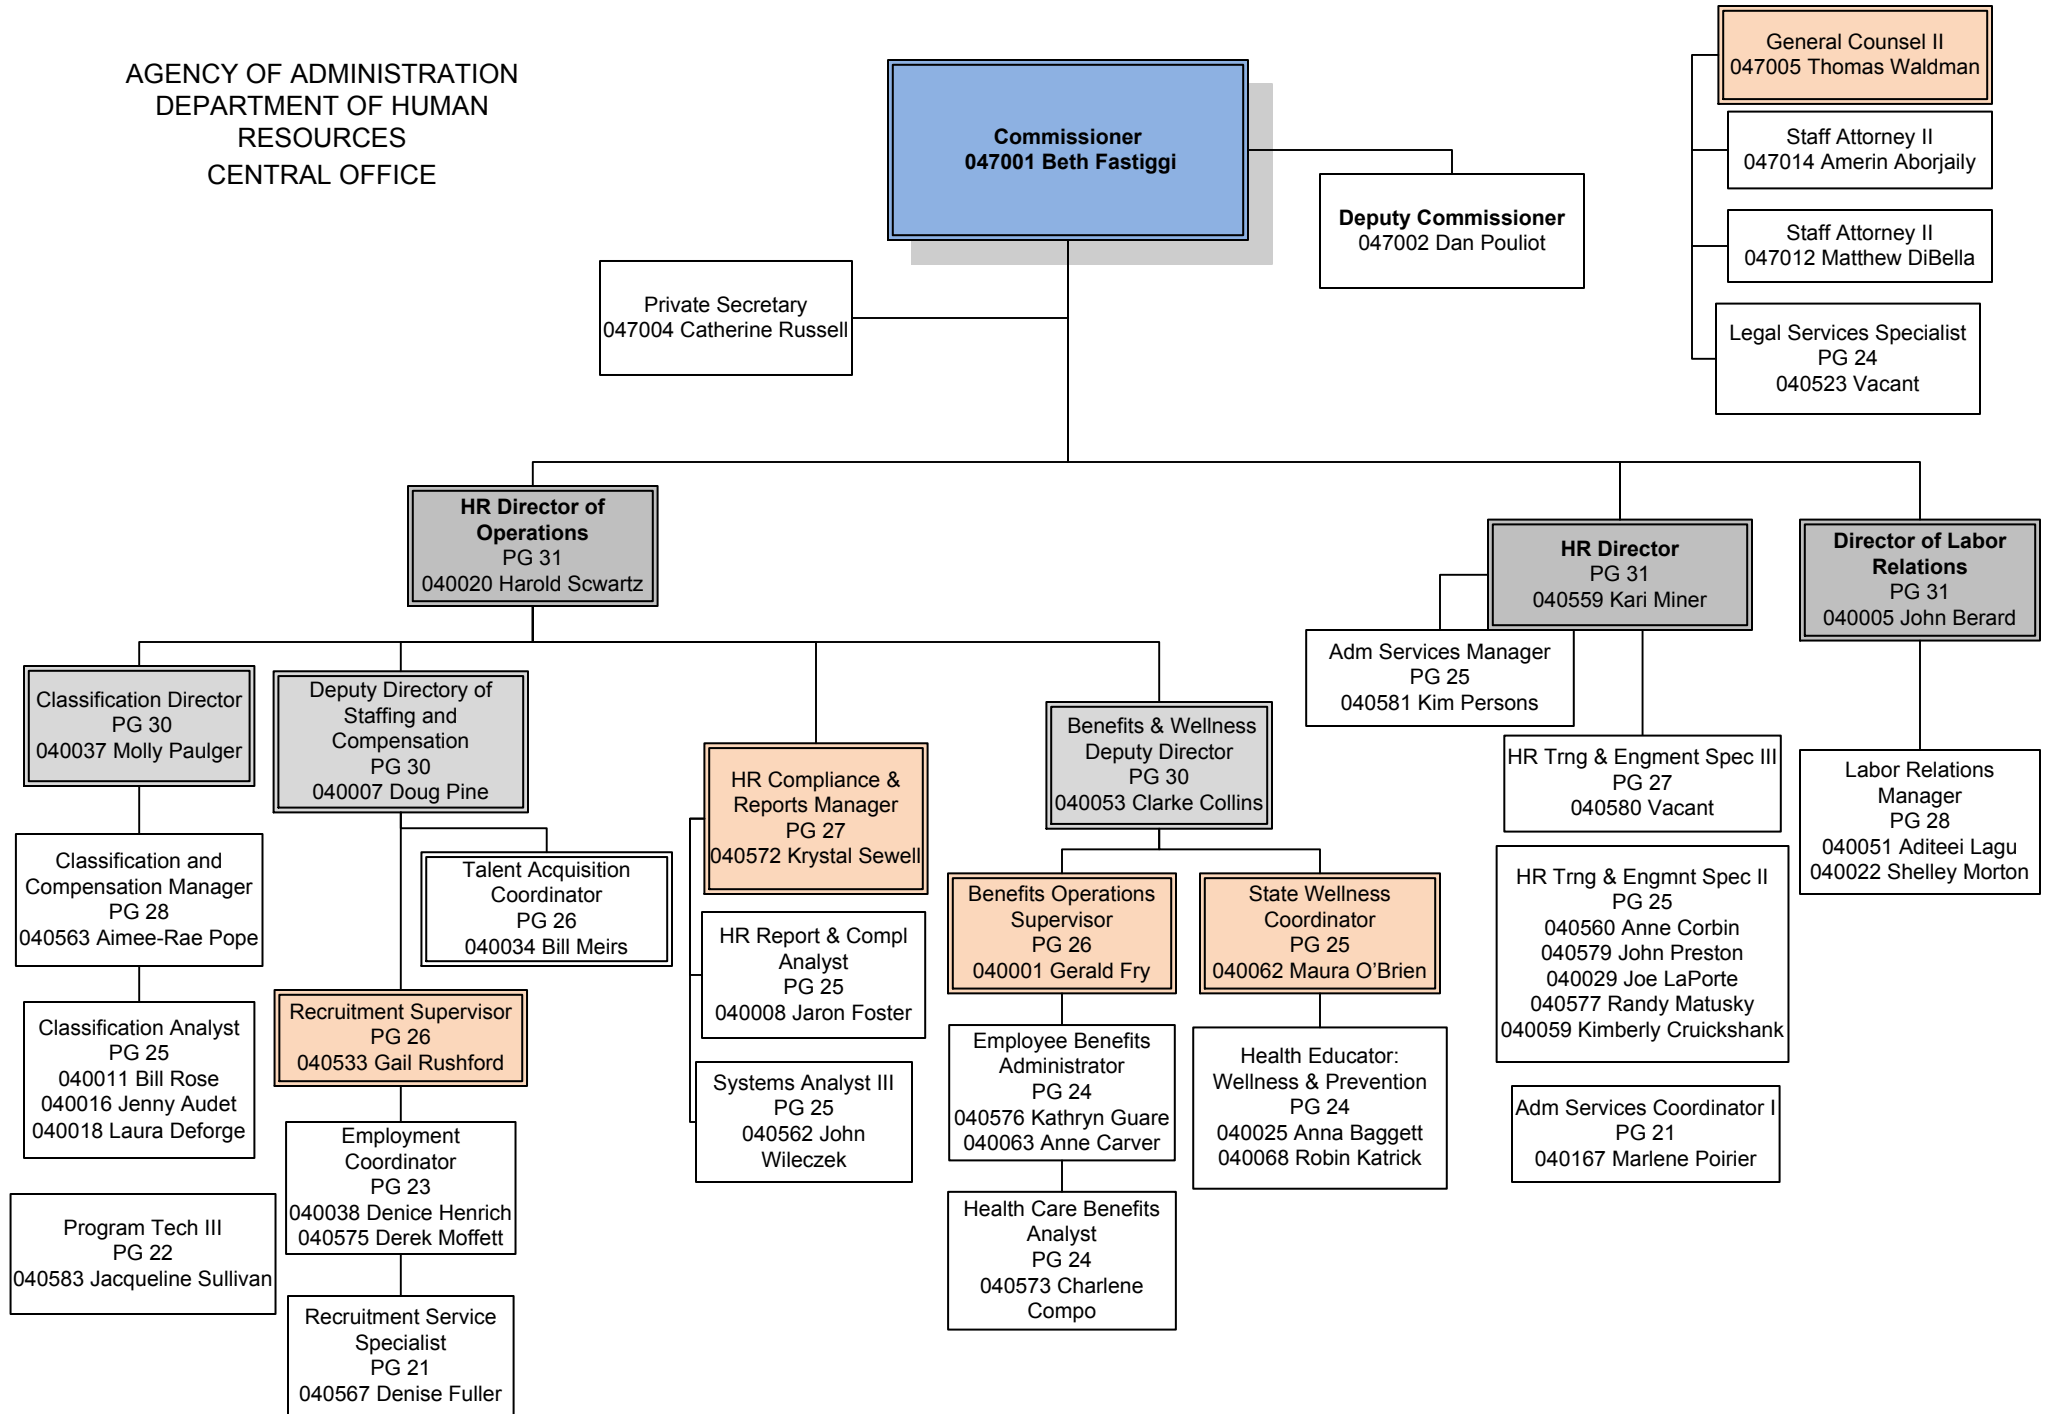 AGENCY OF ADMINISTRATION
DEPARTMENT OF HUMAN
RESOURCES
CENTRAL OFFICE
Commissioner
047001 Beth Fastiggi
Deputy Commissioner
047002 Dan Pouliot
Private Secretary
047004 Catherine Russell
General Counsel II
047005 Thomas Waldman
Staff Attorney II
047014 Amerin Aborjaily
Staff Attorney II
047012 Matthew DiBella
Legal Services Specialist
PG 24
040523 Vacant
HR Director of
Operations
PG 31
040020 Harold Scwartz
HR Director
PG 31
040559 Kari Miner
Director of Labor
Relations
PG 31
040005 John Berard
Classification Director
PG 30
040037 Molly Paulger
Classification and
Compensation Manager
PG 28
040563 Aimee-Rae Pope
Classification Analyst
PG 25
040011 Bill Rose
040016 Jenny Audet
040018 Laura Deforge
Program Tech III
PG 22
040583 Jacqueline Sullivan
Deputy Directory of
Staffing and
Compensation
PG 30
040007 Doug Pine
Talent Acquisition
Coordinator
PG 26
040034 Bill Meirs
Recruitment Supervisor
PG 26
040533 Gail Rushford
Employment
Coordinator
PG 23
040038 Denice Henrich
040575 Derek Moffett
Recruitment Service
Specialist
PG 21
040567 Denise Fuller
HR Compliance &
Reports Manager
PG 27
040572 Krystal Sewell
HR Report & Compl
Analyst
PG 25
040008 Jaron Foster
Systems Analyst III
PG 25
040562 John
Wileczek
Benefits & Wellness
Deputy Director
PG 30
040053 Clarke Collins
Benefits Operations
Supervisor
PG 26
040001 Gerald Fry
Employee Benefits
Administrator
PG 24
040576 Kathryn Guare
040063 Anne Carver
Health Care Benefits
Analyst
PG 24
040573 Charlene
Compo
State Wellness
Coordinator
PG 25
040062 Maura O’Brien
Health Educator:
Wellness & Prevention
PG 24
040025 Anna Baggett
040068 Robin Katrick
Adm Services Manager
PG 25
040581 Kim Persons
HR Trng & Engment Spec III
PG 27
040580 Vacant
HR Trng & Engmnt Spec II
PG 25
040560 Anne Corbin
040579 John Preston
040029 Joe LaPorte
040577 Randy Matusky
040059 Kimberly Cruickshank
Adm Services Coordinator I
PG 21
040167 Marlene Poirier
Labor Relations
Manager
PG 28
040051 Aditeei Lagu
040022 Shelley Morton